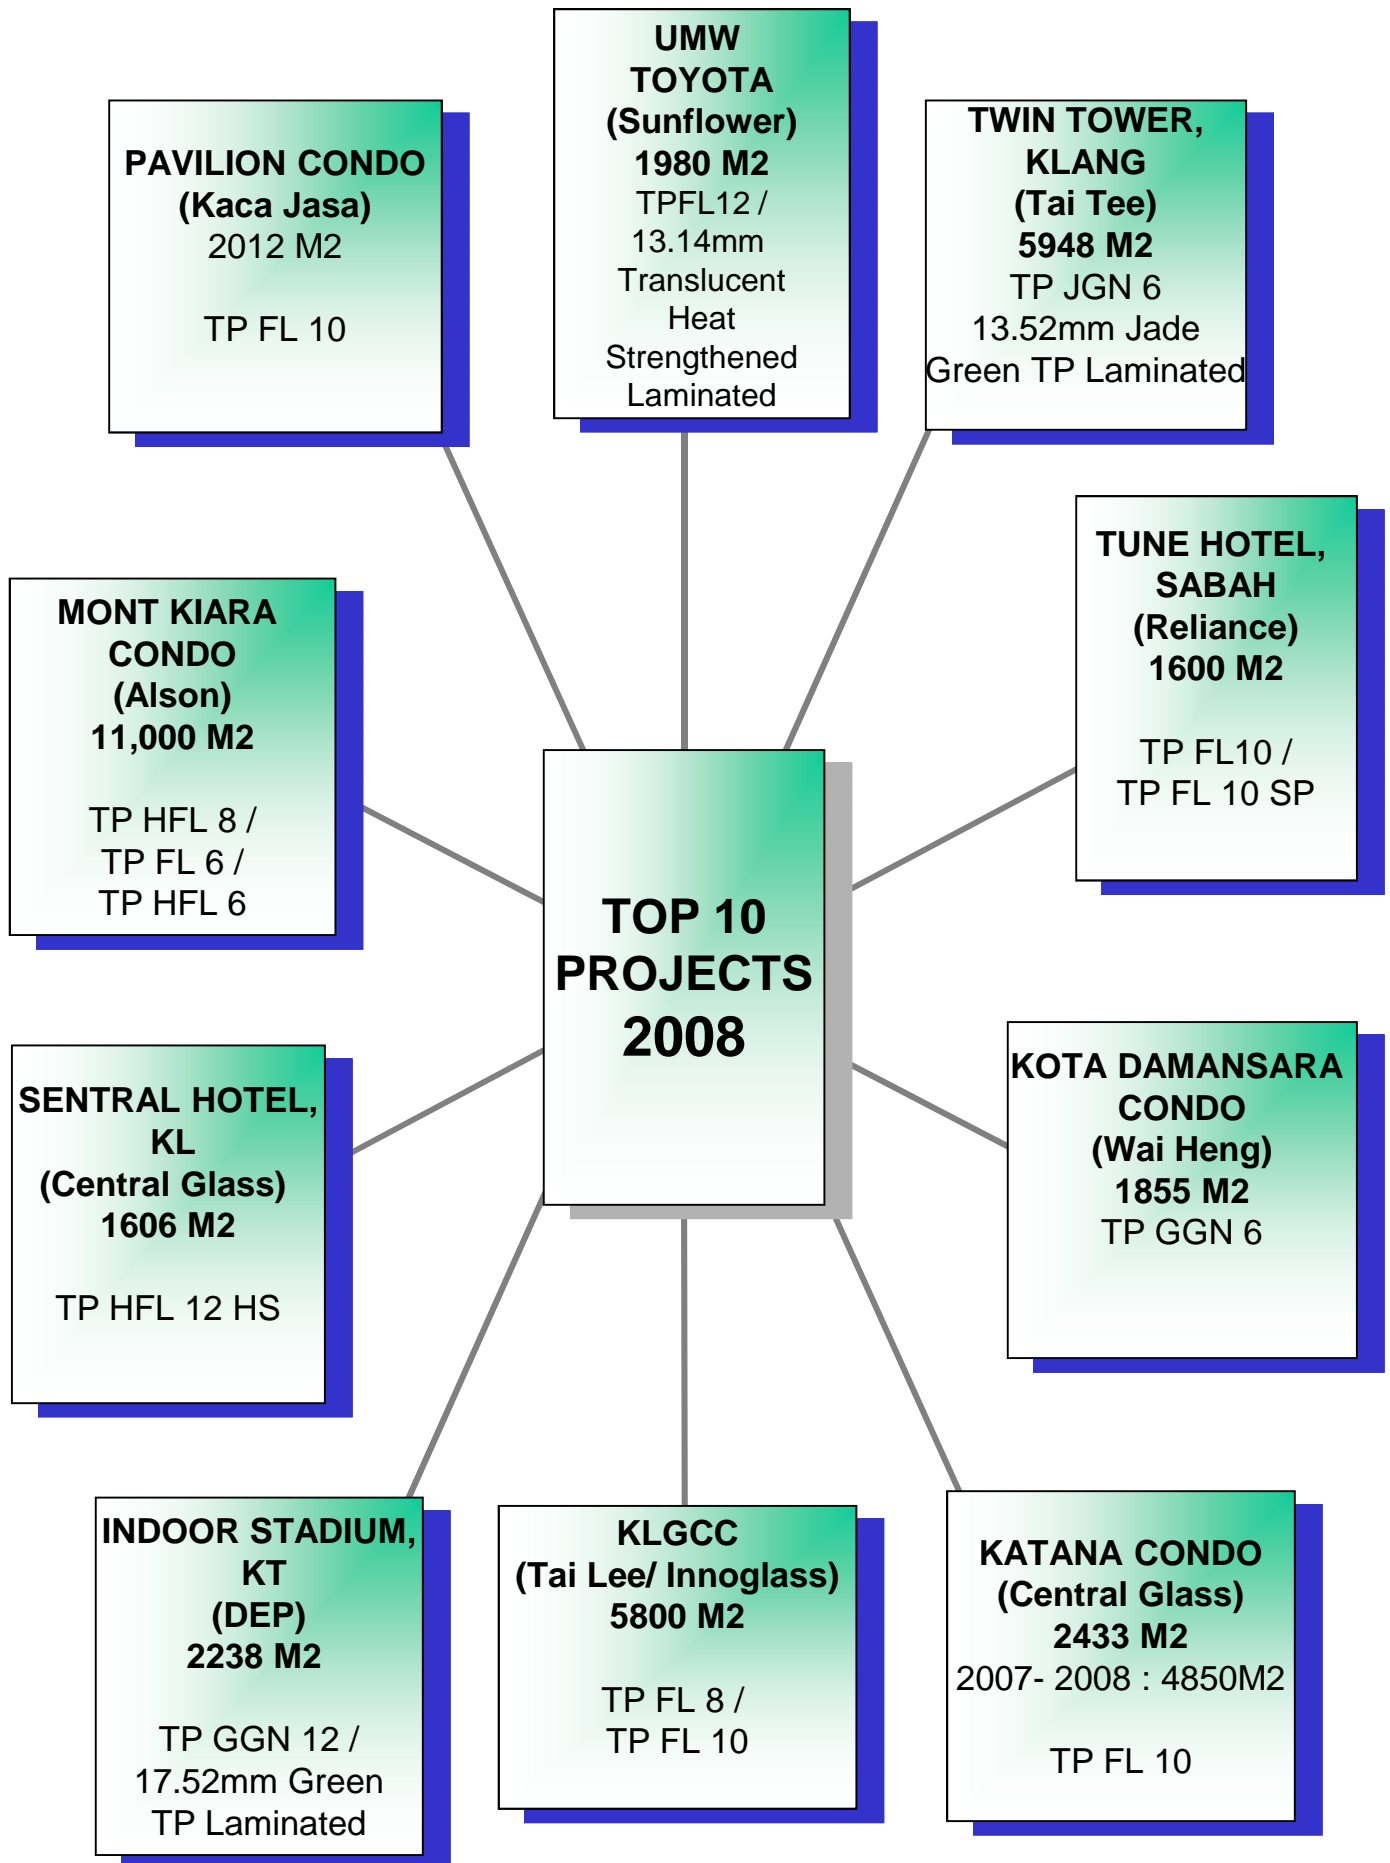 UMW
TOYOTA
(Sunflower)
1980 M2
TPFL12 /
13.14mm
Translucent
Heat
Strengthened
Laminated
PAVILION CONDO
(Kaca Jasa)
2012 M2
TP FL 10
TWIN TOWER,
KLANG
(Tai Tee)
5948 M2
TP JGN 6
13.52mm Jade
Green TP Laminated
TUNE HOTEL,
SABAH
(Reliance)
1600 M2
TP FL10 /
TP FL 10 SP
MONT KIARA
CONDO
(Alson)
11,000 M2
TP HFL 8 /
TP FL 6 /
TP HFL 6
TOP 10
PROJECTS
2008
SENTRAL HOTEL,
KL
(Central Glass)
1606 M2
TP HFL 12 HS
KOTA DAMANSARA
CONDO
(Wai Heng)
1855 M2
TP GGN 6
INDOOR STADIUM,
KT
(DEP)
2238 M2
TP GGN 12 /
17.52mm Green
TP Laminated
KLGCC
(Tai Lee/ Innoglass)
5800 M2
TP FL 8 /
TP FL 10
KATANA CONDO
(Central Glass)
2433 M2
2007- 2008 : 4850M2
TP FL 10